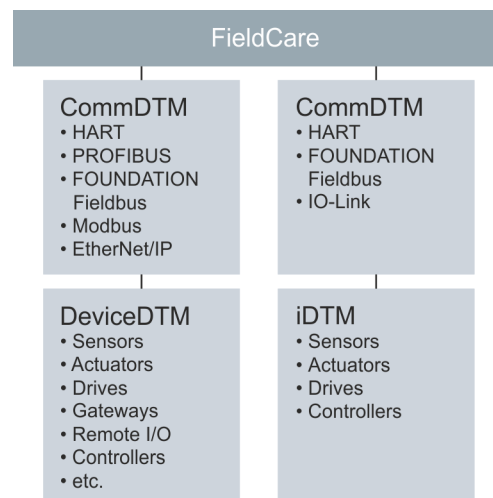 FieldCare
CommDTM
• HART
• PROFIBUS
• FOUNDATION
Fieldbus
• Modbus
• EtherNet/IP
CommDTM
• HART
• FOUNDATION
Fieldbus
• IO-Link
DeviceDTM
• Sensors
• Actuators
• Drives
• Gateways
• Remote I/O
• Controllers
• etc.
iDTM
• Sensors
• Actuators
• Drives
• Controllers